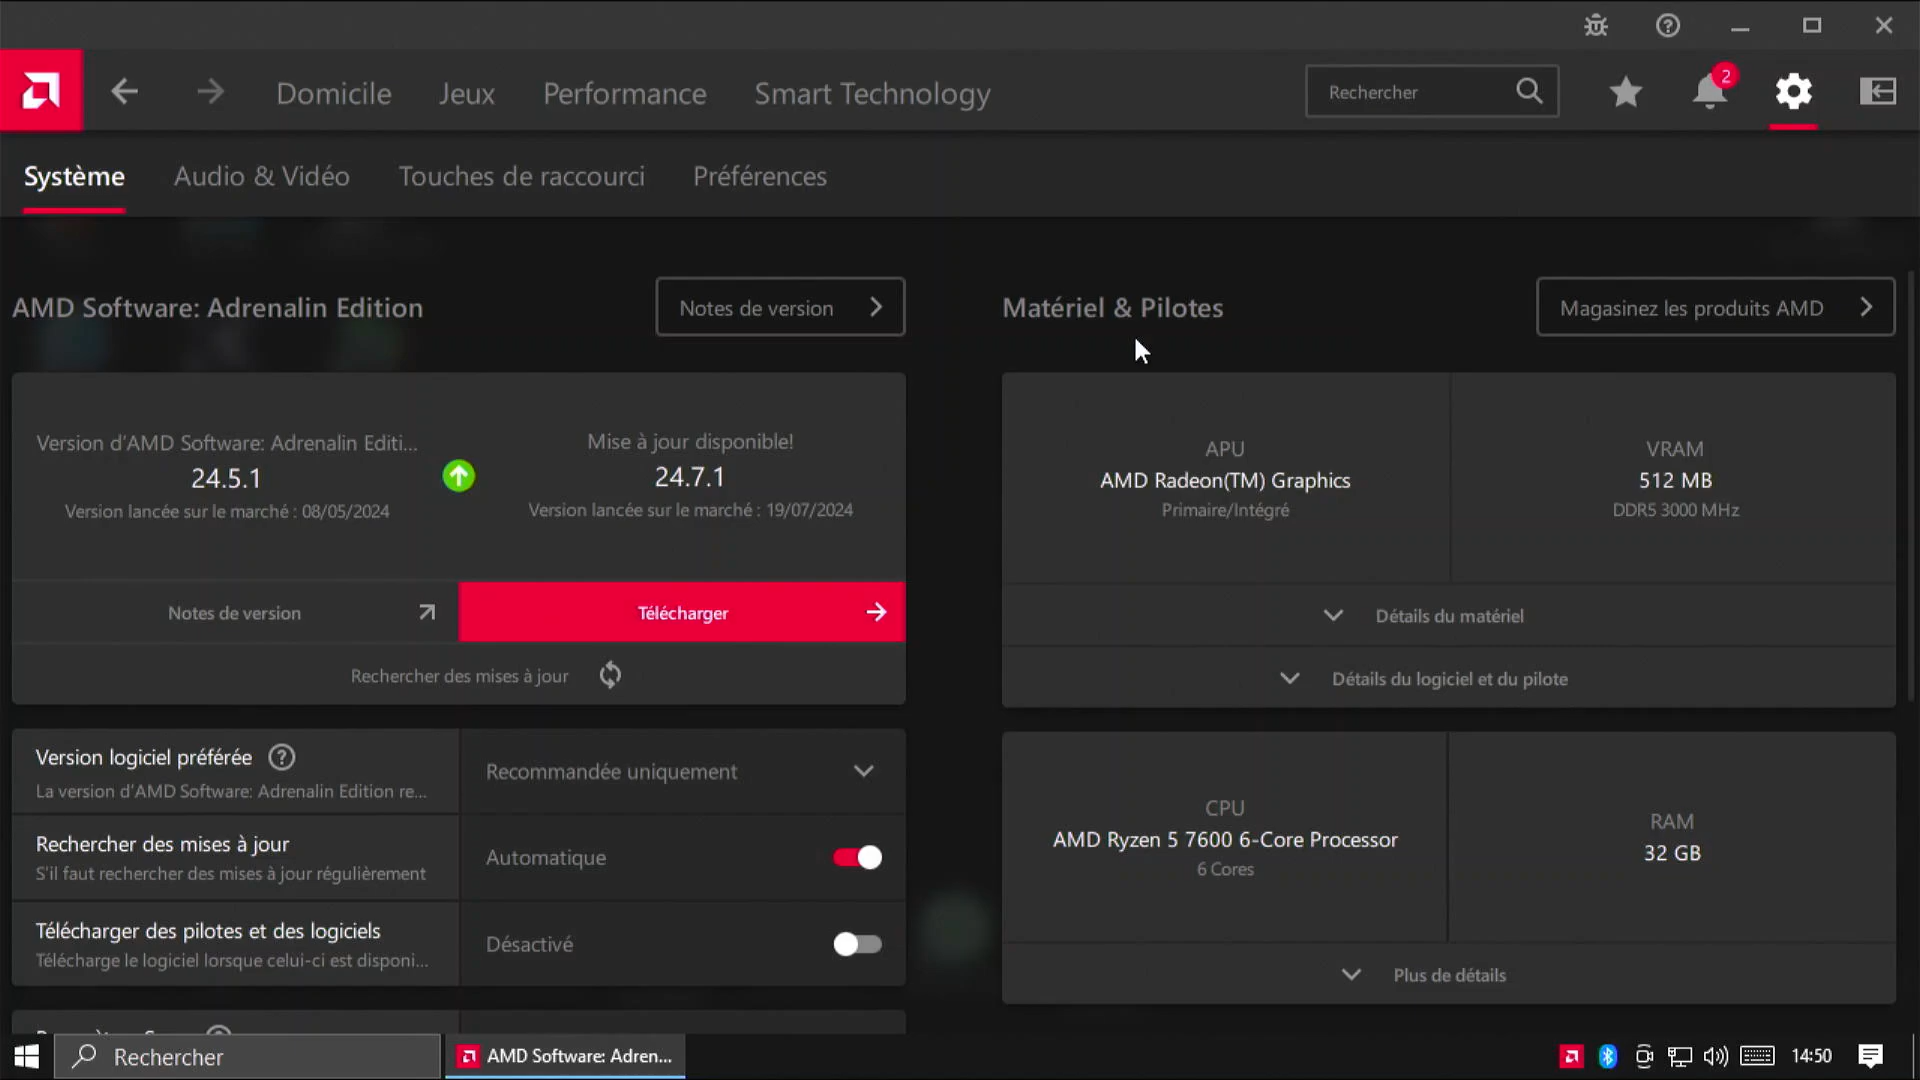 Domicile
Jeux
Performance
Smart Technology
Rechercher
2
Système
Audio & Vidéo
Touches de raccourci
Préférences
AMD Software: Adrenalin Edition
Notes de version
Version d'AMD Software: Adrenalin Editi...
24.5.1
Version lancée sur le marché : 08/05/2024
Mise à jour disponible!
24.7.1
Version lancée sur le marché : 19/07/2024
Notes de version
Télécharger
Rechercher des mises à jour
Version logiciel préférée
La version d'AMD Software: Adrenalin Edition re...
Recommandée uniquement
Rechercher des mises à jour
S'il faut rechercher des mises à jour régulièrement
Automatique
Télécharger des pilotes et des logiciels
Télécharge le logiciel lorsque celui-ci est disponi...
Désactivé
Matériel & Pilotes
Magasinez les produits AMD
APU
AMD Radeon(TM) Graphics
Primaire/Intégré
VRAM
512 MB
DDR5 3000 MHz
Détails du matériel
Détails du logiciel et du pilote
CPU
AMD Ryzen 5 7600 6-Core Processor
6 Cores
RAM
32 GB
Plus de détails
Rechercher
AMD Software: Adren...
14:50